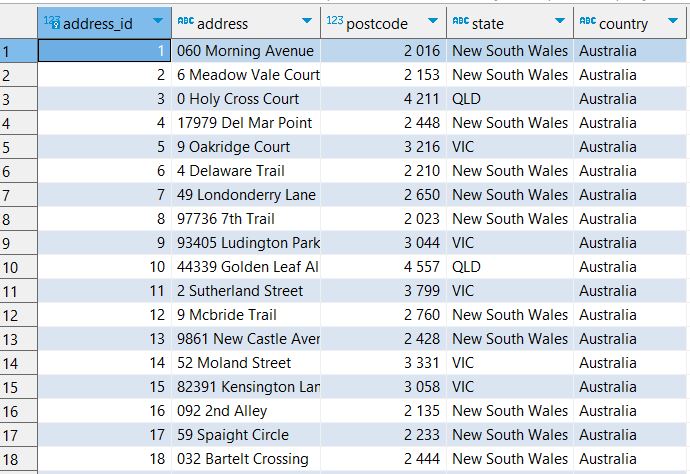 123 address_id ABC address 123 postcode ABC state ABC country
1 1 060 Morning Avenue 2 016 New South Wales Australia
2 2 6 Meadow Vale Court 2 153 New South Wales Australia
3 3 0 Holy Cross Court 4 211 QLD Australia
4 4 17979 Del Mar Point 2 448 New South Wales Australia
5 5 9 Oakridge Court 3 216 VIC Australia
6 6 4 Delaware Trail 2 210 New South Wales Australia
7 7 49 Londonderry Lane 2 650 New South Wales Australia
8 8 97736 7th Trail 2 023 New South Wales Australia
9 9 93405 Ludington Park 3 044 VIC Australia
10 10 44339 Golden Leaf Al 4 557 QLD Australia
11 11 2 Sutherland Street 3 799 VIC Australia
12 12 9 Mcbride Trail 2 760 New South Wales Australia
13 13 9861 New Castle Aver 2 428 New South Wales Australia
14 14 52 Moland Street 3 331 VIC Australia
15 15 82391 Kensington Lan 3 058 VIC Australia
16 16 092 2nd Alley 2 135 New South Wales Australia
17 17 59 Spaight Circle 2 233 New South Wales Australia
18 18 032 Bartelt Crossing 2 444 New South Wales Australia